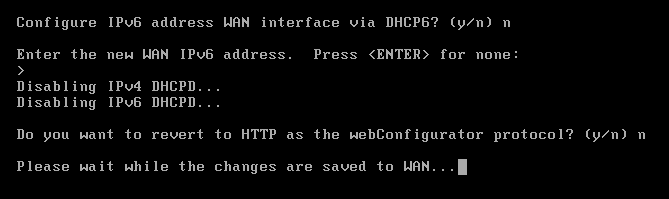 Configure IPv6 address WAN interface via DHCP6? (y/n) n
Enter the new WAN IPv6 address.  Press <ENTER> for none:
>
Disabling IPv4 DHCPD...
Disabling IPv6 DHCPD...
Do you want to revert to HTTP as the webConfigurator protocol? (y/n) n
Please wait while the changes are saved to WAN...